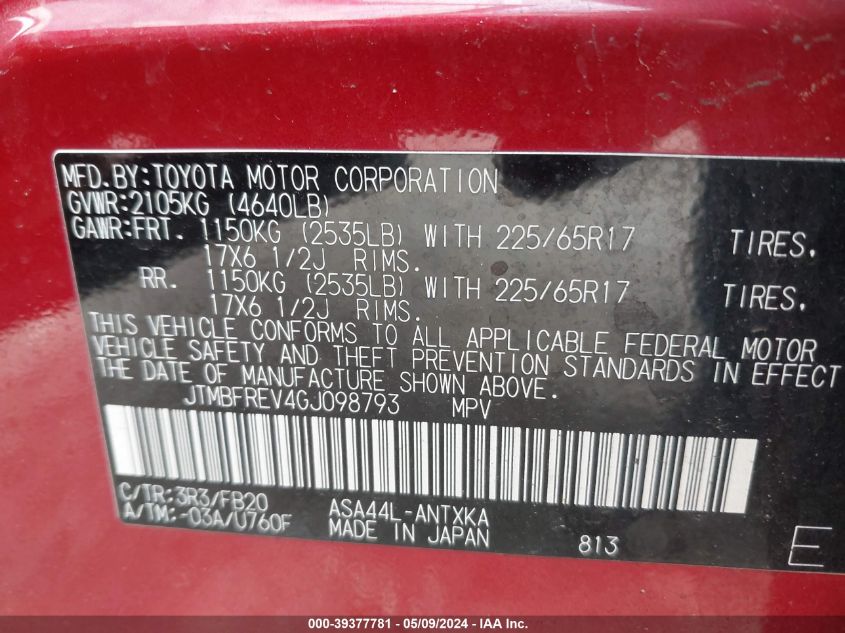 MFD.BY:TOYOTA MOTOR CORPORATION
GVWR:2105KG (4640LB)
GAWR:FRT. 1150KG (2535LB) WITH 225/65R17 TIRES.
17X6 1/2J RIMS.
RR. 1150KG (2535LB) WITH 225/65R17 TIRES.
17X6 1/2J RIMS.
THIS VEHICLE CONFORMS TO ALL APPLICABLE FEDERAL MOTOR
VEHICLE SAFETY AND THEFT PREVENTION STANDARDS IN EFFECT
THE DATE OF MANUFACTURE SHOWN ABOVE.
JTMBFREV4GJ098793 MPV
C/TR:3R3/FB20 ASA44L-ANTXKA
A/TM:-03A/U760F MADE IN JAPAN 813 E
000-39377781 - 05/09/2024 - IAA Inc.